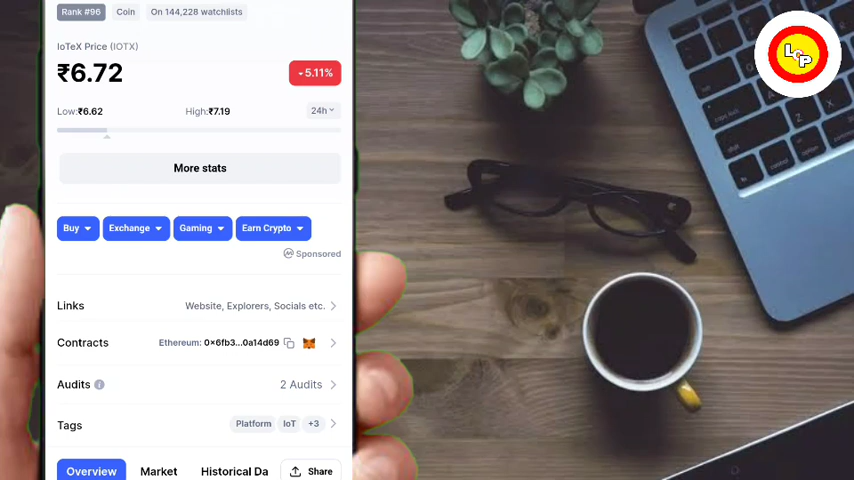 Rank #96 Coin On 144,228 watchlists
IoTeX Price (IOTX)
₹6.72 5.11%
Low:₹6.62 High:₹7.19 24h
More stats
Buy Exchange Gaming Earn Crypto
Sponsored
Links Website, Explorers, Socials etc.
Contracts Ethereum: 0x6fb3...0a14d69
Audits 2 Audits
Tags Platform IoT +3
Overview Market Historical Da Share
LCP